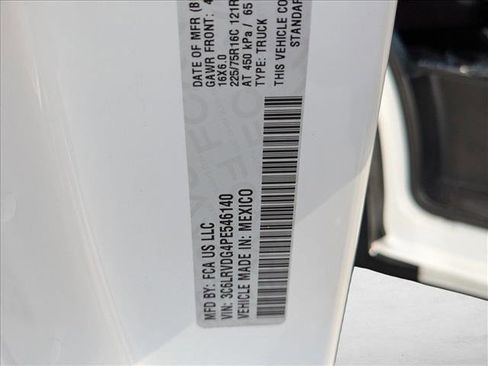 DATE OF MFR (B
GAWR FRONT: 4
16X6.0
225/75R16C 121R
AT 450 kPa / 65
TYPE: TRUCK
THIS VEHICLE CO
STANDAR
MFD BY: FCA US LLC
VIN: 3C6LRVDG4PE546140
VEHICLE MADE IN: MEXICO